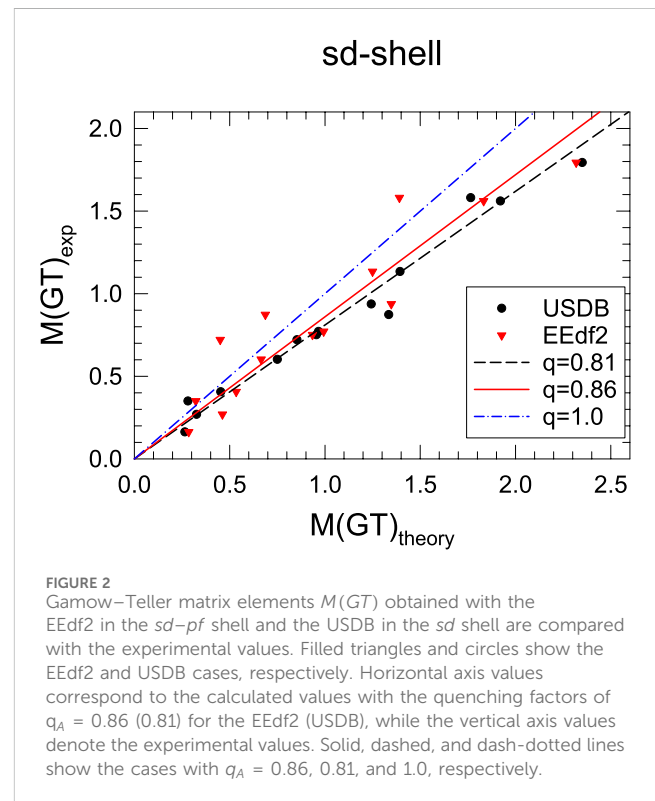 sd-shell
2.0
1.5
1.0
0.5
0.0
M(GT)exp
USDB
EEdf2
q=0.81
q=0.86
q=1.0
0.0 0.5 1.0 1.5 2.0 2.5
M(GT)theory
FIGURE 2
Gamow–Teller matrix elements M(GT) obtained with the
EEdf2 in the sd–pf shell and the USDB in the sd shell are compared
with the experimental values. Filled triangles and circles show the
EEdf2 and USDB cases, respectively. Horizontal axis values
correspond to the calculated values with the quenching factors of
qA = 0.86 (0.81) for the EEdf2 (USDB), while the vertical axis values
denote the experimental values. Solid, dashed, and dash-dotted lines
show the cases with qA = 0.86, 0.81, and 1.0, respectively.